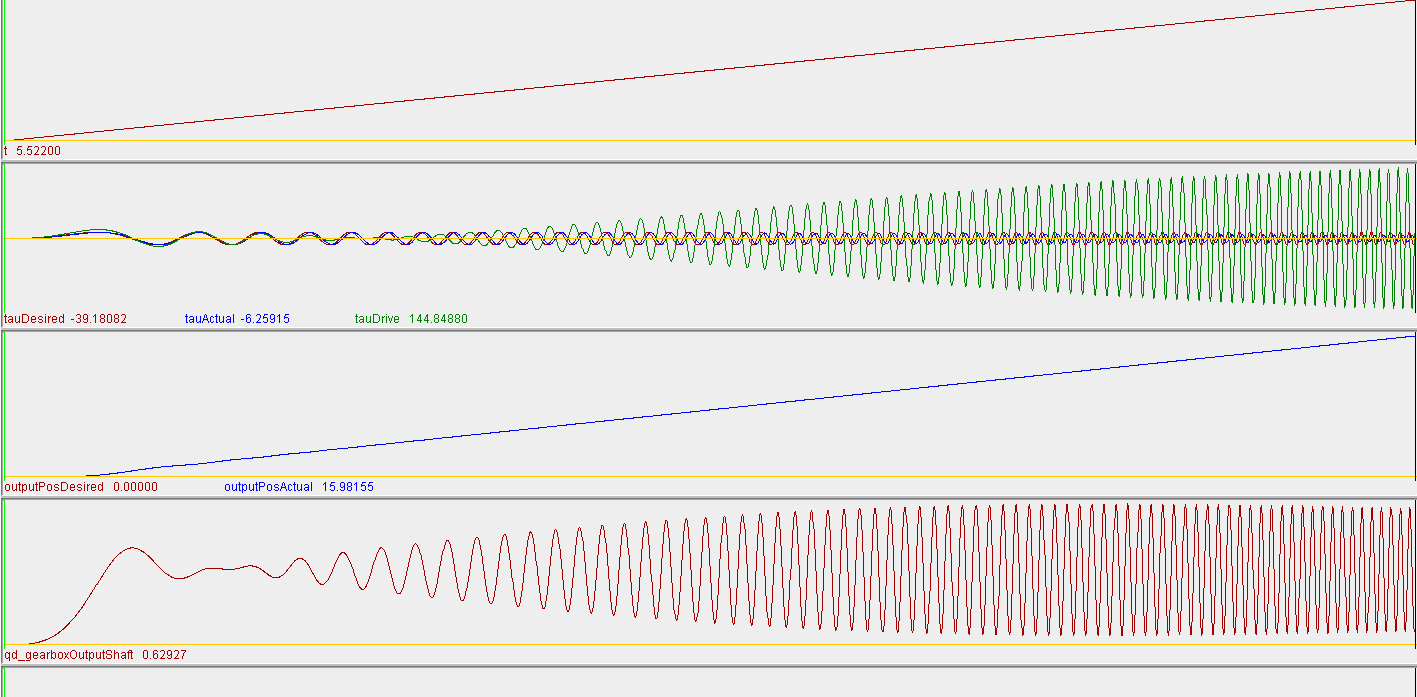 t 5.52200
tauDesired -39.18082 tauActual -6.25915 tauDrive 144.84880
outputPosDesired 0.00000 outputPosActual 15.98155
qd_gearboxOutputShaft 0.62927